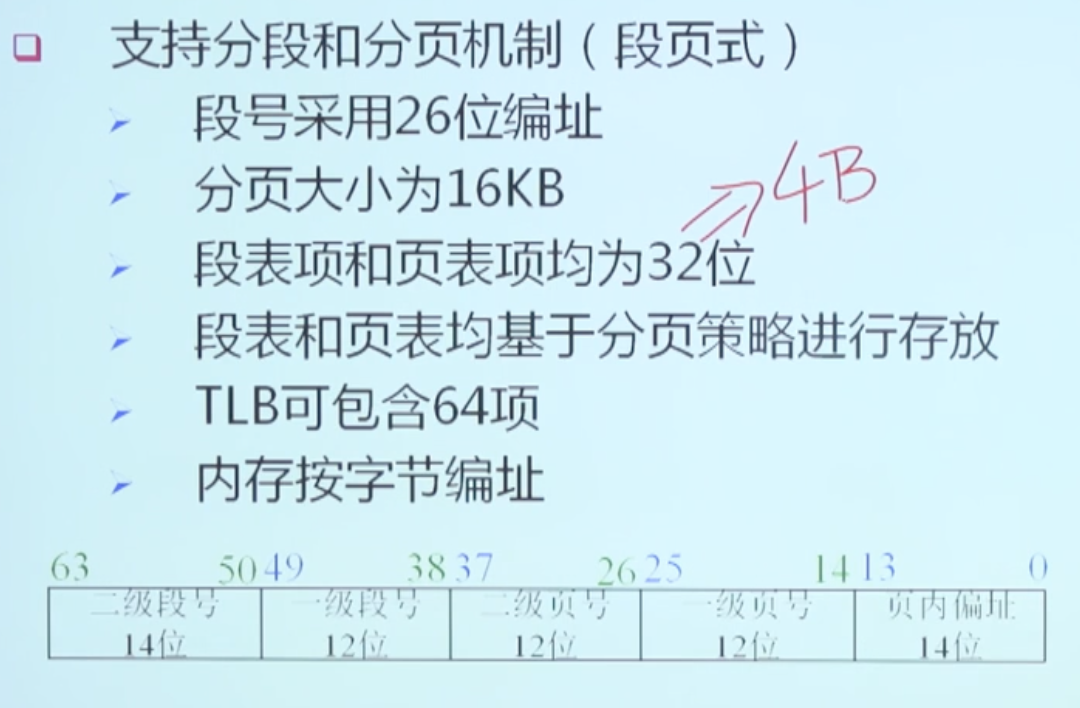 支持分段和分页机制（段页式）
段号采用26位编址
分页大小为16KB
4B
段表项和页表项均为32位
段表和页表均基于分页策略进行存放
TLB可包含64项
内存按字节编址
63 50 49 38 37 26 25 14 13 0
二级段号 一级段号 二级页号 一级页号 页内偏址
14位 12位 12位 12位 14位